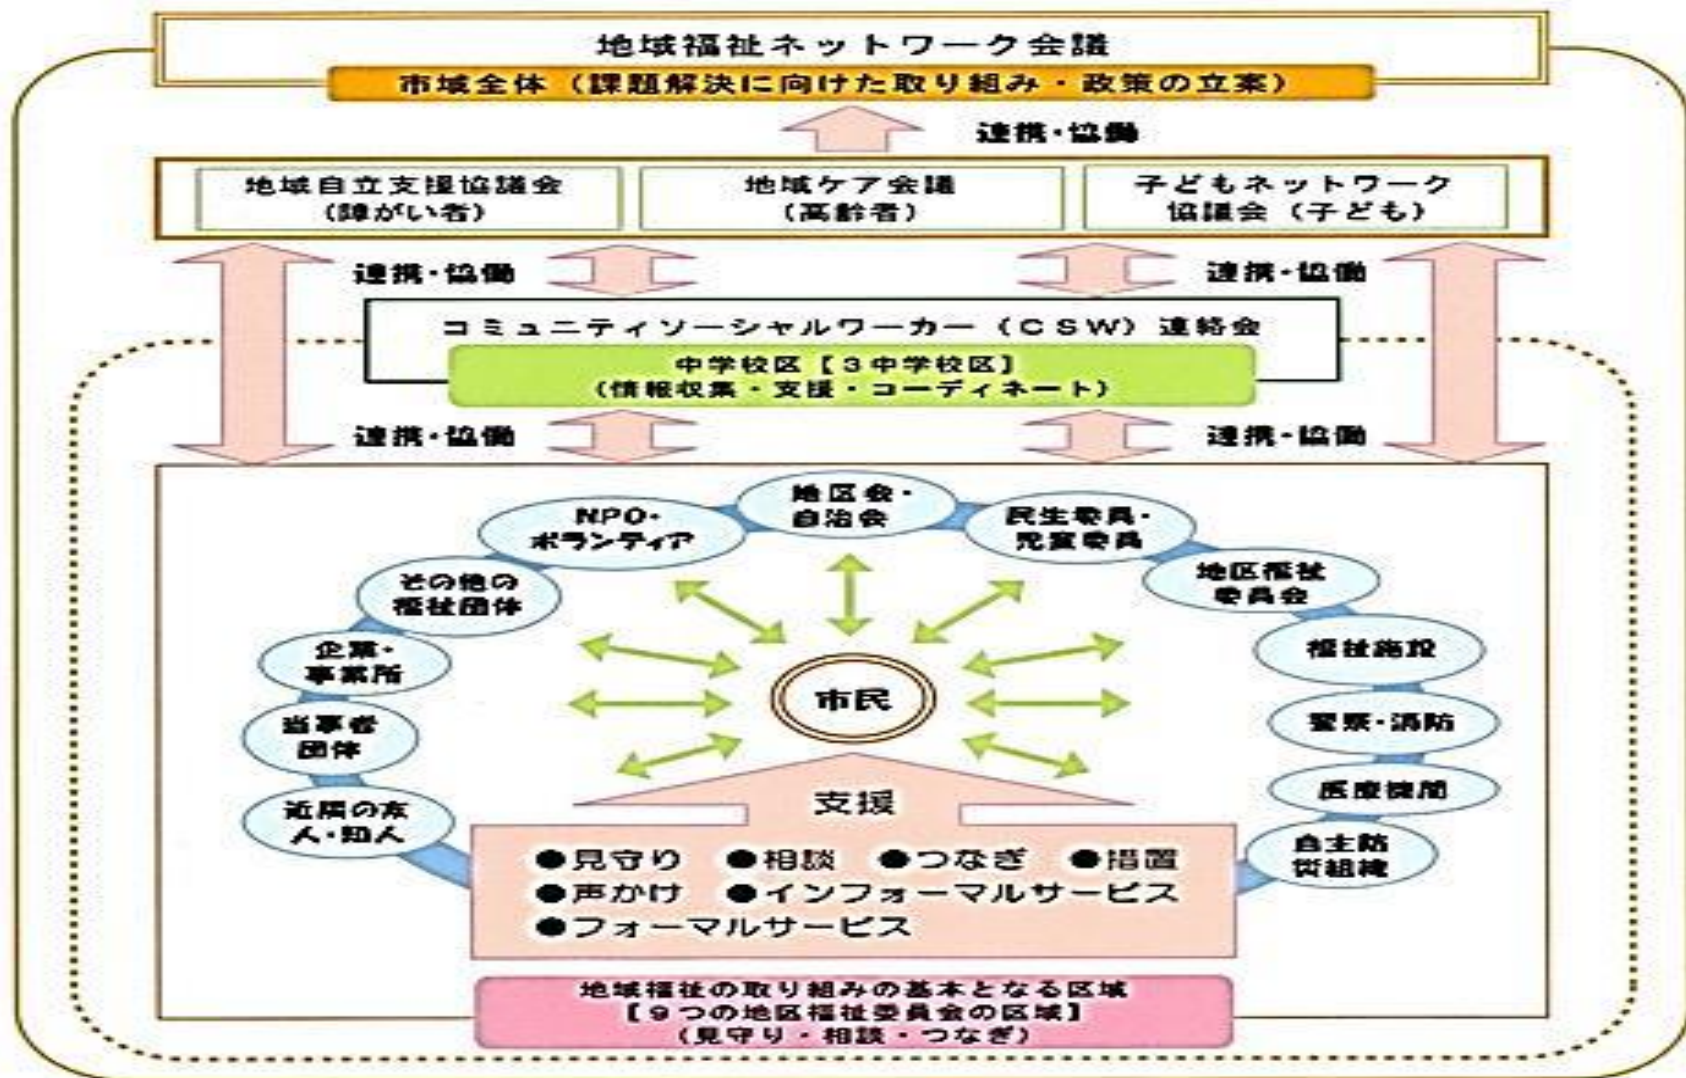 地域福祉ネットワーク会議
市域全体（課題解決に向けた取り組み・政策の立案）
連携・協働
地域自立支援協議会
（障がい者）
地域ケア会議
（高齢者）
子どもネットワーク
協議会（子ども）
連携・協働
連携・協働
コミュニティソーシャルワーカー（ＣＳＷ）連絡会
中学校区［３中学校区］
（情報収集・支援・コーディネート）
連携・協働
連携・協働
地区会・
自治会
NPO・
ボランティア
民生委員・
児童委員
その他の
福祉団体
地区福祉
委員会
企業・
事業所
福祉施設
当事者
団体
警察・消防
近隣の友
人・知人
医療機関
自主防
災組織
市民
支援
●見守り ●相談 ●つなぎ ●措置
●声かけ ●インフォーマルサービス
●フォーマルサービス
地域福祉の取り組みの基本となる区域
［９つの地区福祉委員会の区域］
（見守り・相談・つなぎ）